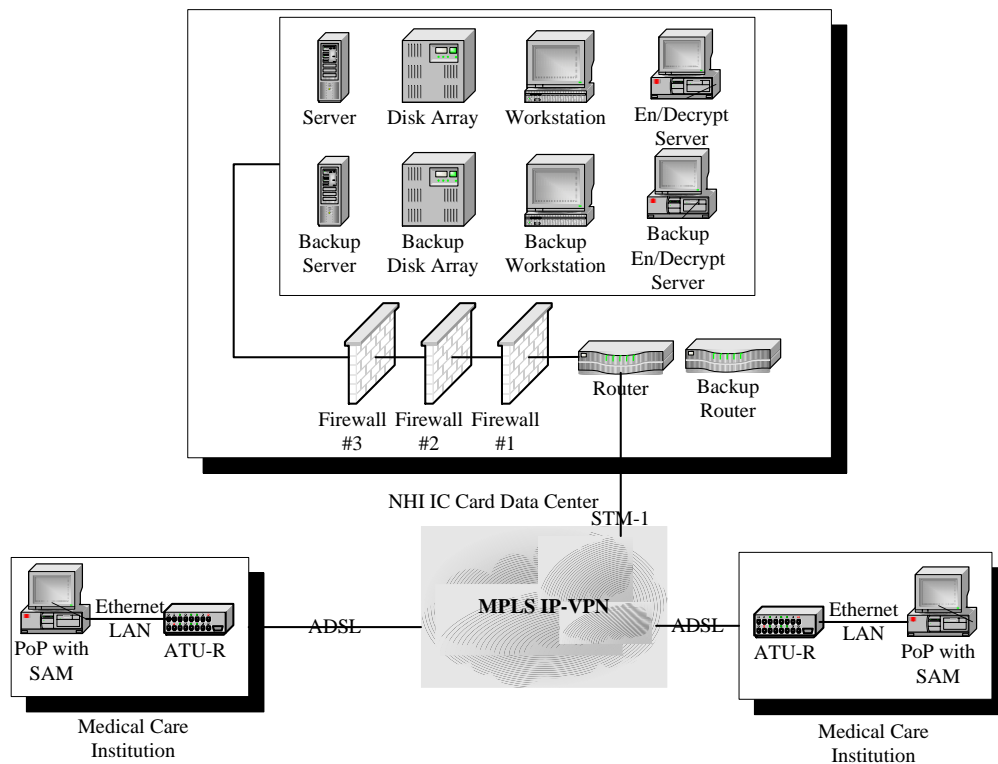 Server
Disk Array
Workstation
En/Decrypt
Server
Backup
Server
Backup
Disk Array
Backup
Workstation
Backup
En/Decrypt
Server
Firewall
#3
Firewall
#2
Firewall
#1
Router
Backup
Router
NHI IC Card Data Center
STM-1
MPLS IP-VPN
PoP with
SAM
Ethernet
LAN
ATU-R
ADSL
ADSL
ATU-R
Ethernet
LAN
PoP with
SAM
Medical Care
Institution
Medical Care
Institution